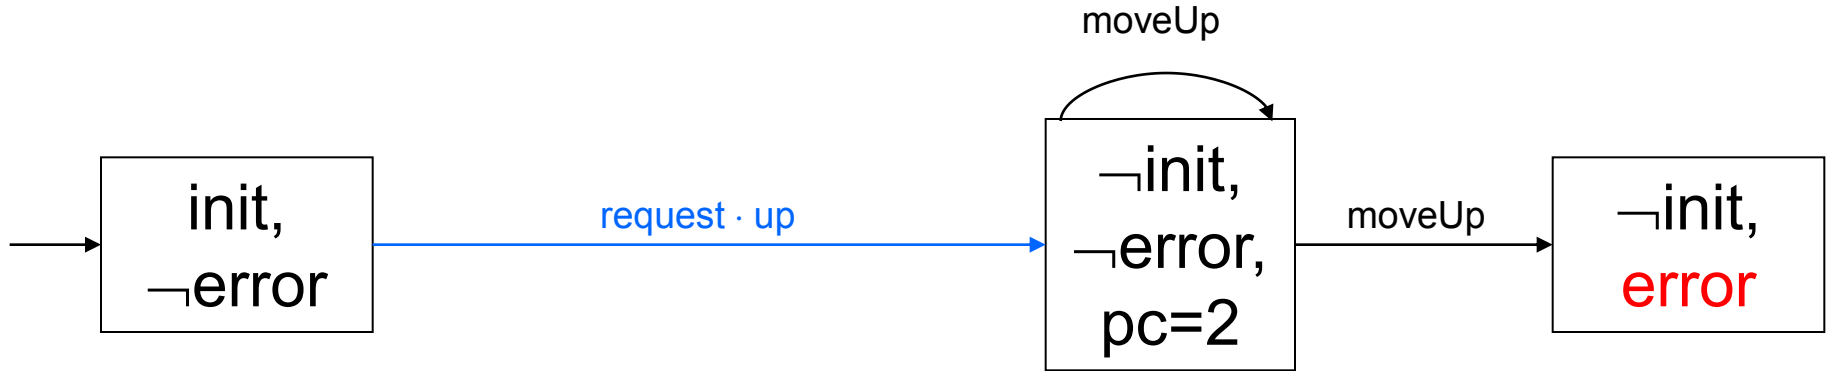 moveUp
init,
¬error
request · up
¬init,
¬error,
pc=2
moveUp
¬init,
error